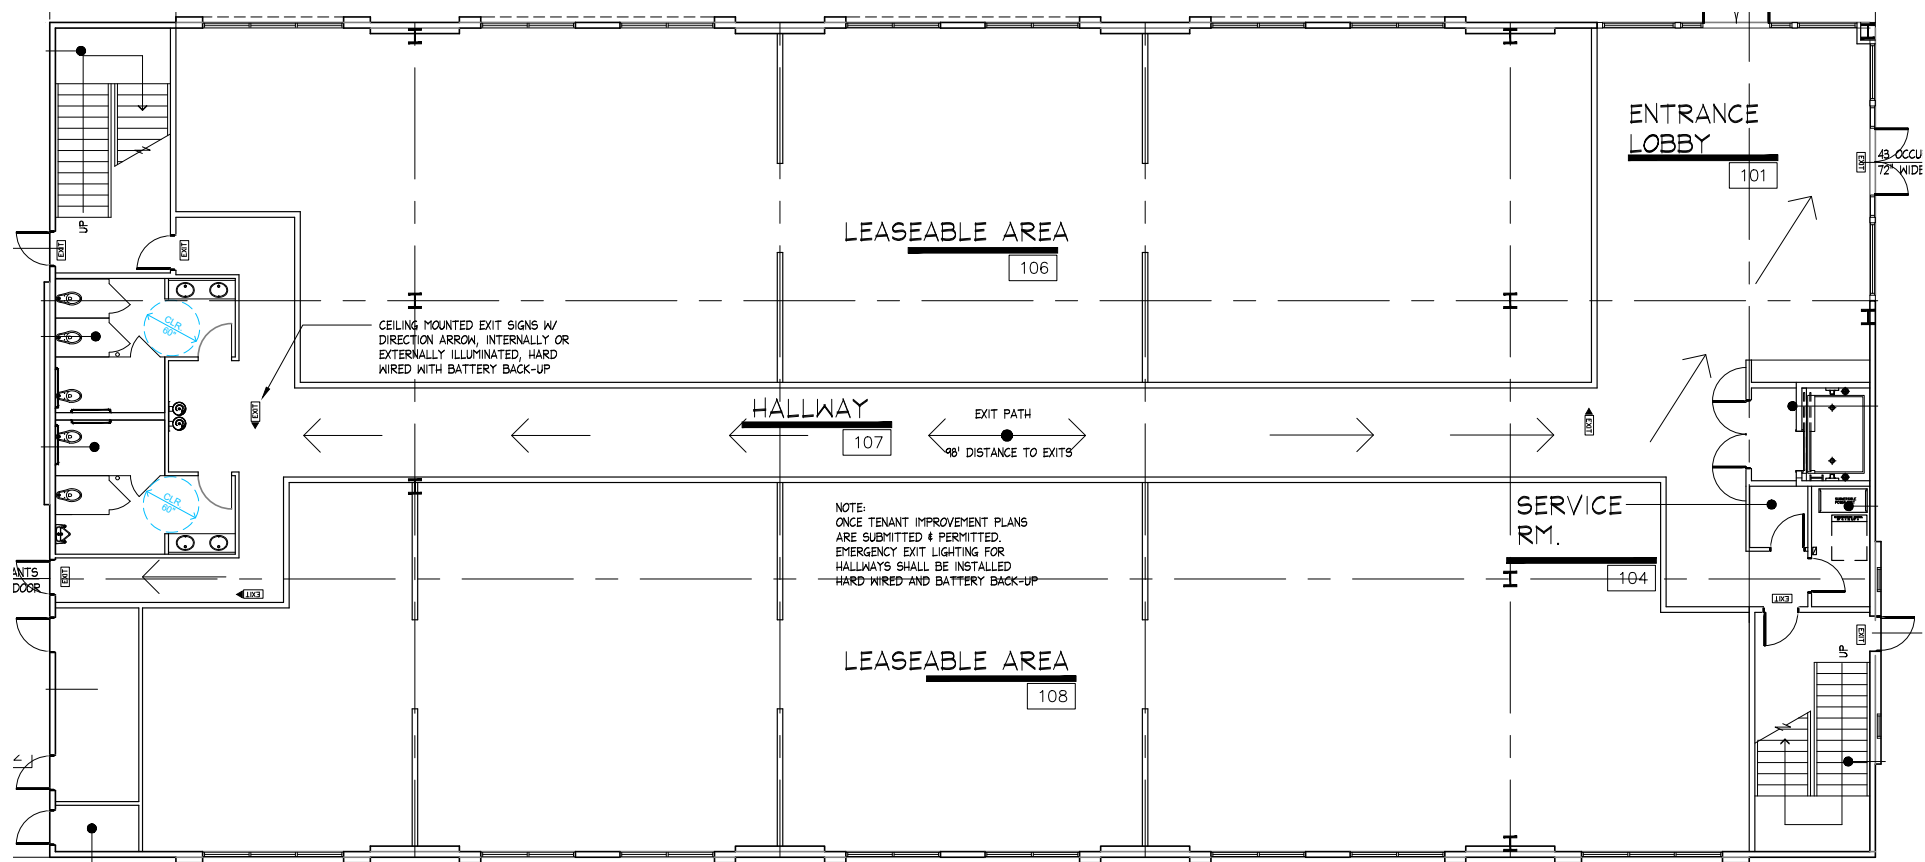 ENTRANCE
LOBBY
101
43 OCCU
72" WIDE
EXIT
LEASEABLE AREA
106
UP
EXIT
EXIT
CLR
60"
CEILING MOUNTED EXIT SIGNS W/
DIRECTION ARROW, INTERNALLY OR
EXTERNALLY ILLUMINATED, HARD
WIRED WITH BATTERY BACK-UP
EXIT
HALLWAY
107
EXIT PATH
98' DISTANCE TO EXITS
EXIT
CLR
60"
NOTE:
ONCE TENANT IMPROVEMENT PLANS
ARE SUBMITTED & PERMITTED.
EMERGENCY EXIT LIGHTING FOR
HALLWAYS SHALL BE INSTALLED
HARD WIRED AND BATTERY BACK-UP
SERVICE
RM.
104
ANTS
DOOR
EXIT
EXIT
EXIT
EXIT
UP
LEASEABLE AREA
108